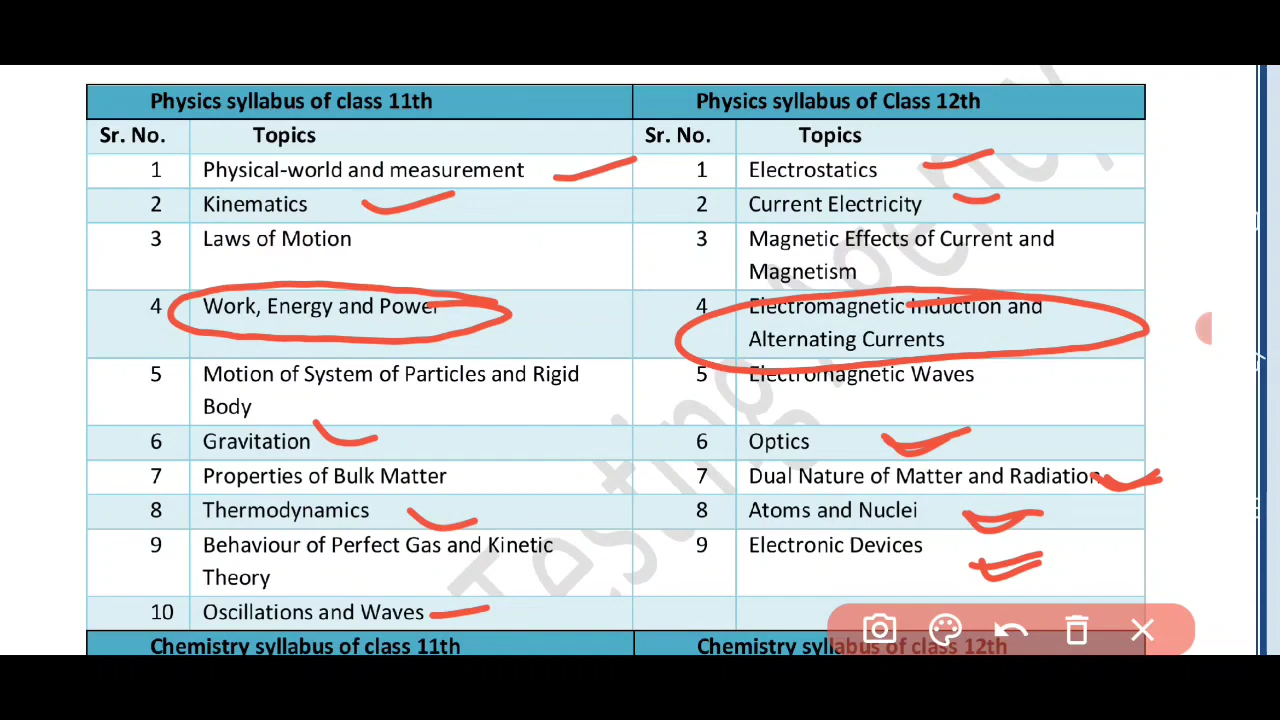 Physics syllabus of class 11th Physics syllabus of Class 12th
Sr. No. Topics Sr. No. Topics
1 Physical-world and measurement 1 Electrostatics
2 Kinematics 2 Current Electricity
3 Laws of Motion 3 Magnetic Effects of Current and
Magnetism
4 Work, Energy and Power 4 Electromagnetic Induction and
Alternating Currents
5 Motion of System of Particles and Rigid 5 Electromagnetic Waves
Body
6 Gravitation 6 Optics
7 Properties of Bulk Matter 7 Dual Nature of Matter and Radiation
8 Thermodynamics 8 Atoms and Nuclei
9 Behaviour of Perfect Gas and Kinetic 9 Electronic Devices
Theory
10 Oscillations and Waves
Chemistry syllabus of class 11th Chemistry syllabus of class 12th
Testing Agency